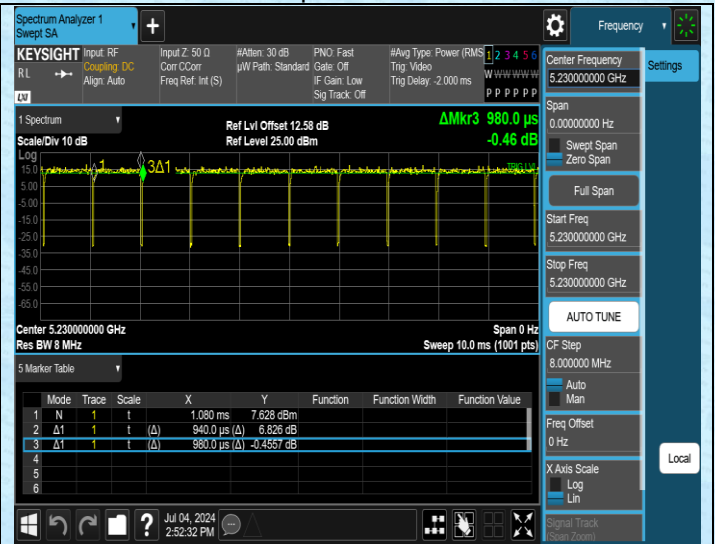 Spectrum Analyzer 1
Swept SA
Frequency
KEYSIGHT
RL
LXI
Input: RF
Coupling: DC
Align: Auto
Input Z: 50 Ω
Corr CCorr
Freq Ref: Int (S)
#Atten: 30 dB
µW Path: Standard
PNO: Fast
Gate: Off
IF Gain: Low
Sig Track: Off
#Avg Type: Power (RMS
Trig: Video
Trig Delay: -2.000 ms
1 2 3 4 5 6
W W W W W W
P P P P P P
1 Spectrum
Scale/Div 10 dB
Ref Lvl Offset 12.58 dB
Ref Level 25.00 dBm
ΔMkr3 980.0 µs
-0.46 dB
Log
15.0
5.00
-5.00
-15.0
-25.0
-35.0
-45.0
-55.0
-65.0
1
3Δ1
TRIG LVL
Center 5.230000000 GHz
Res BW 8 MHz
Span 0 Hz
Sweep 10.0 ms (1001 pts)
5 Marker Table
Mode Trace Scale X Y Function Function Width Function Value
1 N 1 t 1.080 ms 7.628 dBm
2 Δ1 1 t (Δ) 940.0 µs (Δ) 6.826 dB
3 Δ1 1 t (Δ) 980.0 µs (Δ) -0.4557 dB
4
5
6
?
Jul 04, 2024
2:52:32 PM
Center Frequency
5.230000000 GHz
Span
0.00000000 Hz
Swept Span
Zero Span
Full Span
Start Freq
5.230000000 GHz
Stop Freq
5.230000000 GHz
AUTO TUNE
CF Step
8.000000 MHz
Auto
Man
Freq Offset
0 Hz
X Axis Scale
Log
Lin
Signal Track
(Span Zoom)
Settings
Local